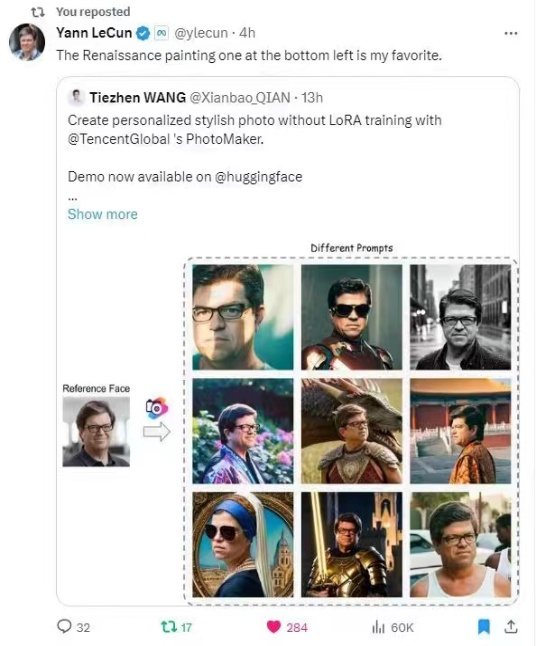 You reposted
Yann LeCun @ylecun · 4h
The Renaissance painting one at the bottom left is my favorite.
Tiezhen WANG @Xianbao_QIAN · 13h
Create personalized stylish photo without LoRA training with
@TencentGlobal 's PhotoMaker.
Demo now available on @huggingface
...
Show more
Different Prompts
Reference Face
32
17
284
60K